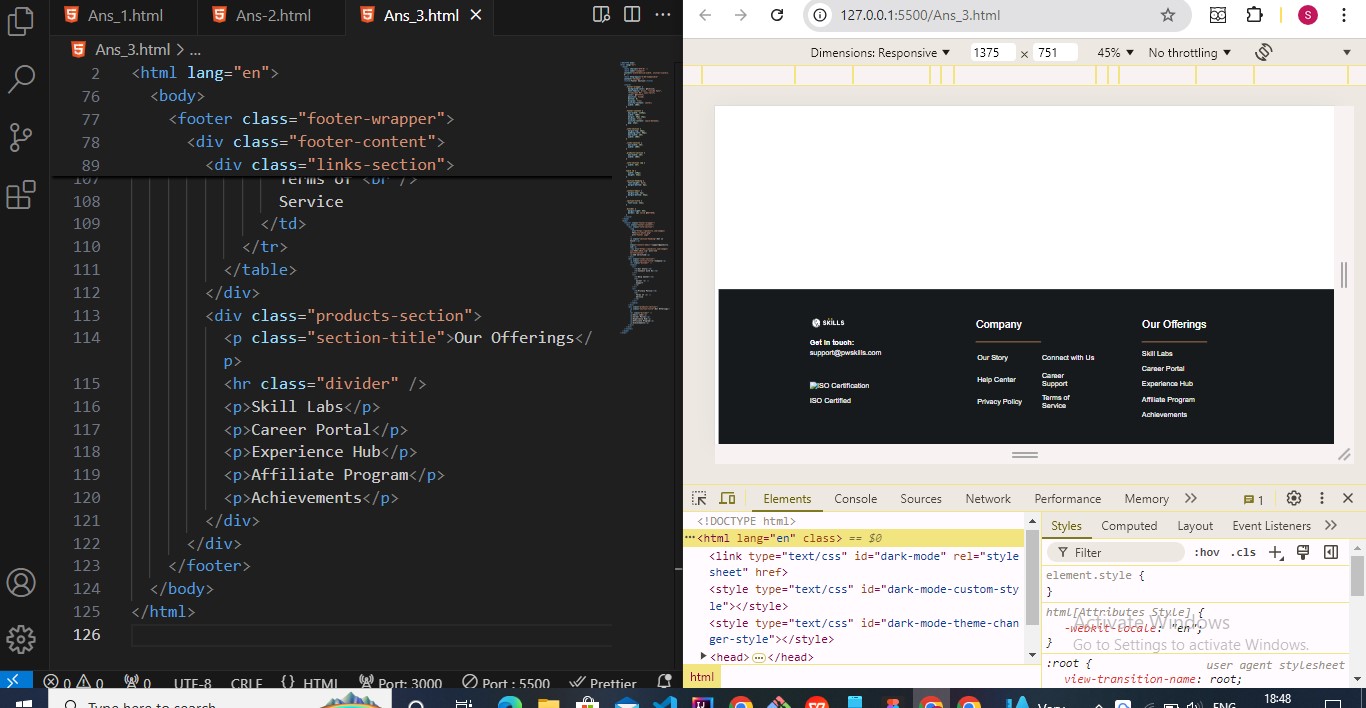 Ans_1.html
Ans-2.html
Ans_3.html
127.0.0.1:5500/Ans_3.html
S
Ans_3.html > ...
Dimensions: Responsive
1375 x 751
45%
No throttling
2 <html lang="en">
76 <body>
77 <footer class="footer-wrapper">
78 <div class="footer-content">
89 <div class="links-section">
107 Terms of <br />
108 Service
109 </td>
110 </tr>
111 </table>
112 </div>
113 <div class="products-section">
114 <p class="section-title">Our Offerings</
p>
115 <hr class="divider" />
116 <p>Skill Labs</p>
117 <p>Career Portal</p>
118 <p>Experience Hub</p>
119 <p>Affiliate Program</p>
120 <p>Achievements</p>
121 </div>
122 </div>
123 </footer>
124 </body>
125 </html>
126
SKILLS
Get in touch:
support@pwskills.com
ISO Certification
ISO Certified
Company
Our Story
Connect with Us
Help Center
Career
Support
Privacy Policy
Terms of
Service
Our Offerings
Skill Labs
Career Portal
Experience Hub
Affiliate Program
Achievements
Elements
Console
Sources
Network
Performance
Memory
1
<!DOCTYPE html>
<html lang="en" class> == $0
<link type="text/css" id="dark-mode" rel="style
sheet" href>
<style type="text/css" id="dark-mode-custom-sty
le"></style>
<style type="text/css" id="dark-mode-theme-chan
ger-style"></style>
<head> </head>
html
Styles
Computed
Layout
Event Listeners
Filter
:hov .cls
element.style {
}
html[Attributes Style] {
-webkit-locale: "en";
}
:root { user agent stylesheet
view-transition-name: root;
Activate Windows
Go to Settings to activate Windows.
0 0
0
UTF-8
CRLF
{} HTML
Port: 3000
Port : 5500
Prettier
Type here to search
Very
ENG
18:48